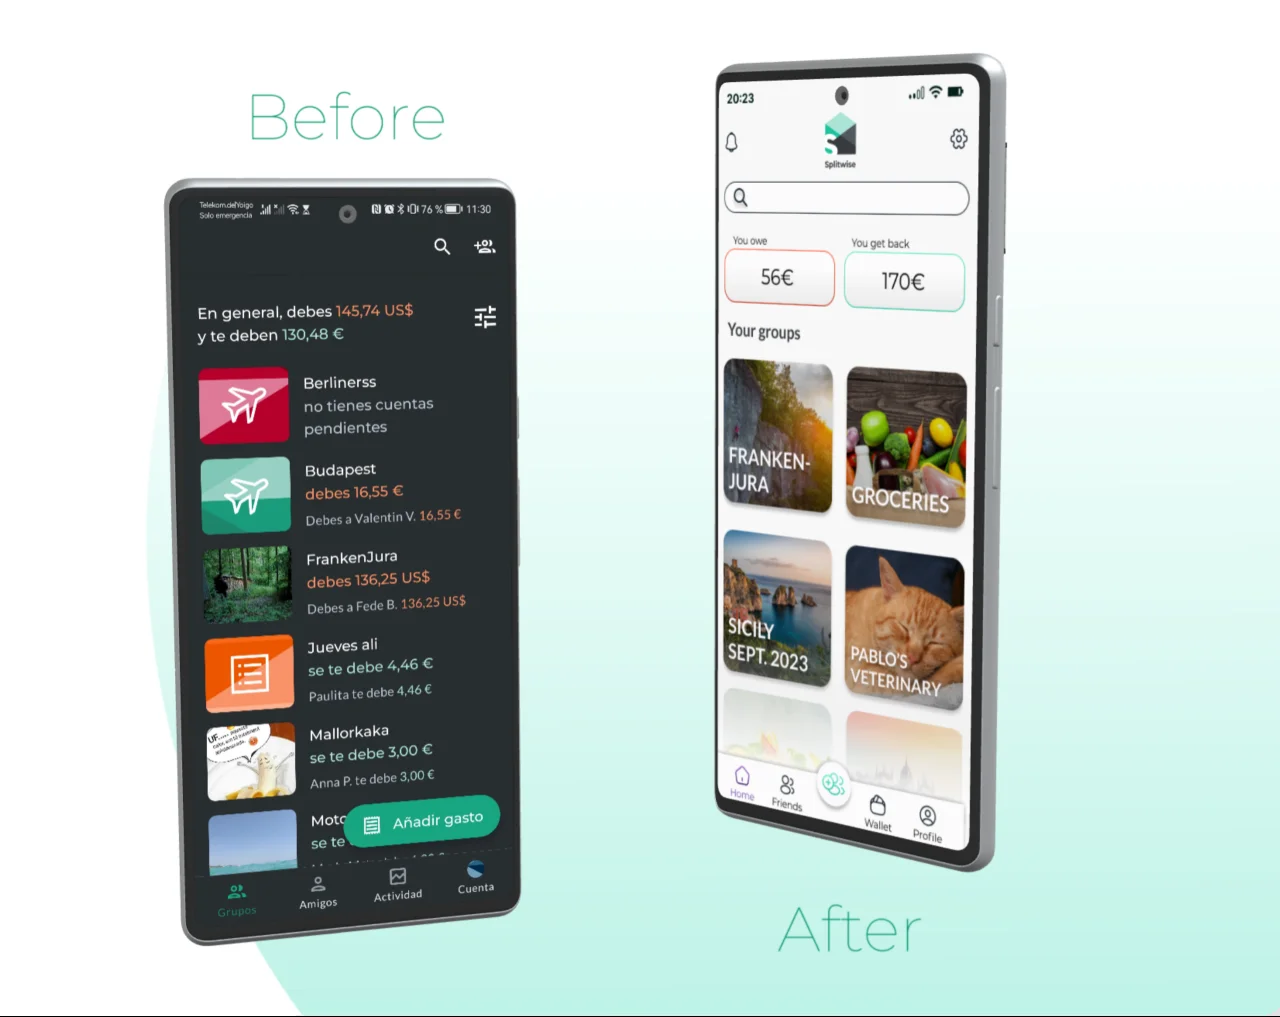 Before
Telekom.de|Yoigo
Solo emergencia
76 % 11:30
En general, debes 145,74 US$
y te deben 130,48 €
Berlinerss
no tienes cuentas
pendientes
Budapest
debes 16,55 €
Debes a Valentin V. 16,55 €
FrankenJura
debes 136,25 US$
Debes a Fede B. 136,25 US$
Jueves ali
se te debe 4,46 €
Paulita te debe 4,46 €
UF.....
Mallorkaka
se te debe 3,00 €
Anna P. te debe 3,00 €
Moto
se te
Añadir gasto
Grupos
Amigos
Actividad
Cuenta
20:23
Splitwise
You owe
You get back
56€
170€
Your groups
FRANKEN-
JURA
GROCERIES
SICILY
SEPT. 2023
PABLO'S
VETERINARY
Home
Friends
Wallet
Profile
After